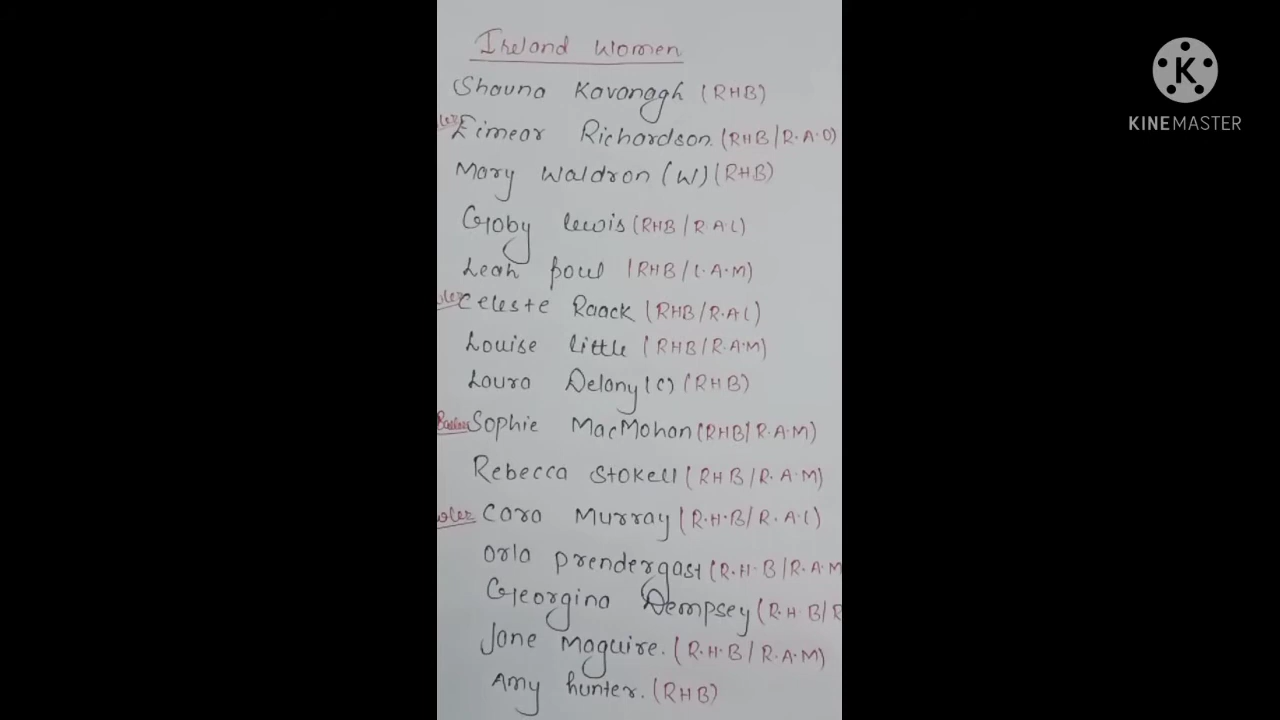 Ireland Women
Shauna Kavanagh (RHB)
Eimear Richardson. (RHB/R.A.O)
Mary Waldron (W) (RHB)
Gaby lewis (RHB/R.A.L)
Leah poul (RHB/L.A.M)
Celeste Raack (RHB/R.A.L)
Louise little (RHB/R.A.M)
Laura Delany (C) (RHB)
Sophie MacMohan (RHB/R.A.M)
Rebecca Stokell (RHB/R.A.M)
Cara Murray (R.H.B/R.A.L)
Orla prendergast (R.H.B/R.A.M
Georgina Dempsey (R.H.B/R
Jane Maguire. (R.H.B/R.A.M)
Amy hunter. (RHB)
K
KINEMASTER